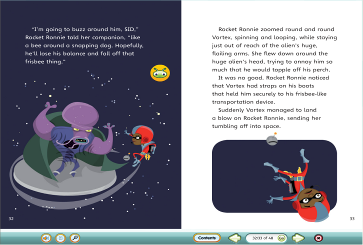 "I'm going to buzz around him, SID,"
Rocket Ronnie told her companion, "like
a bee around a snapping dog. Hopefully,
he'll lose his balance and fall off that
frisbee thing."
32
Rocket Ronnie zoomed round and round
Vortex, spinning and looping, while staying
just out of reach of the alien's huge,
flailing arms. She flew down around the
huge alien's head, trying to annoy him so
much that he would topple off his perch.
It was no good. Rocket Ronnie noticed
that Vortex had straps on his boots
that held him securely to his frisbee-like
transportation device.
Suddenly Vortex managed to land
a blow on Rocket Ronnie, sending her
tumbling off into space.
33
Contents
32/33 of 48
Go